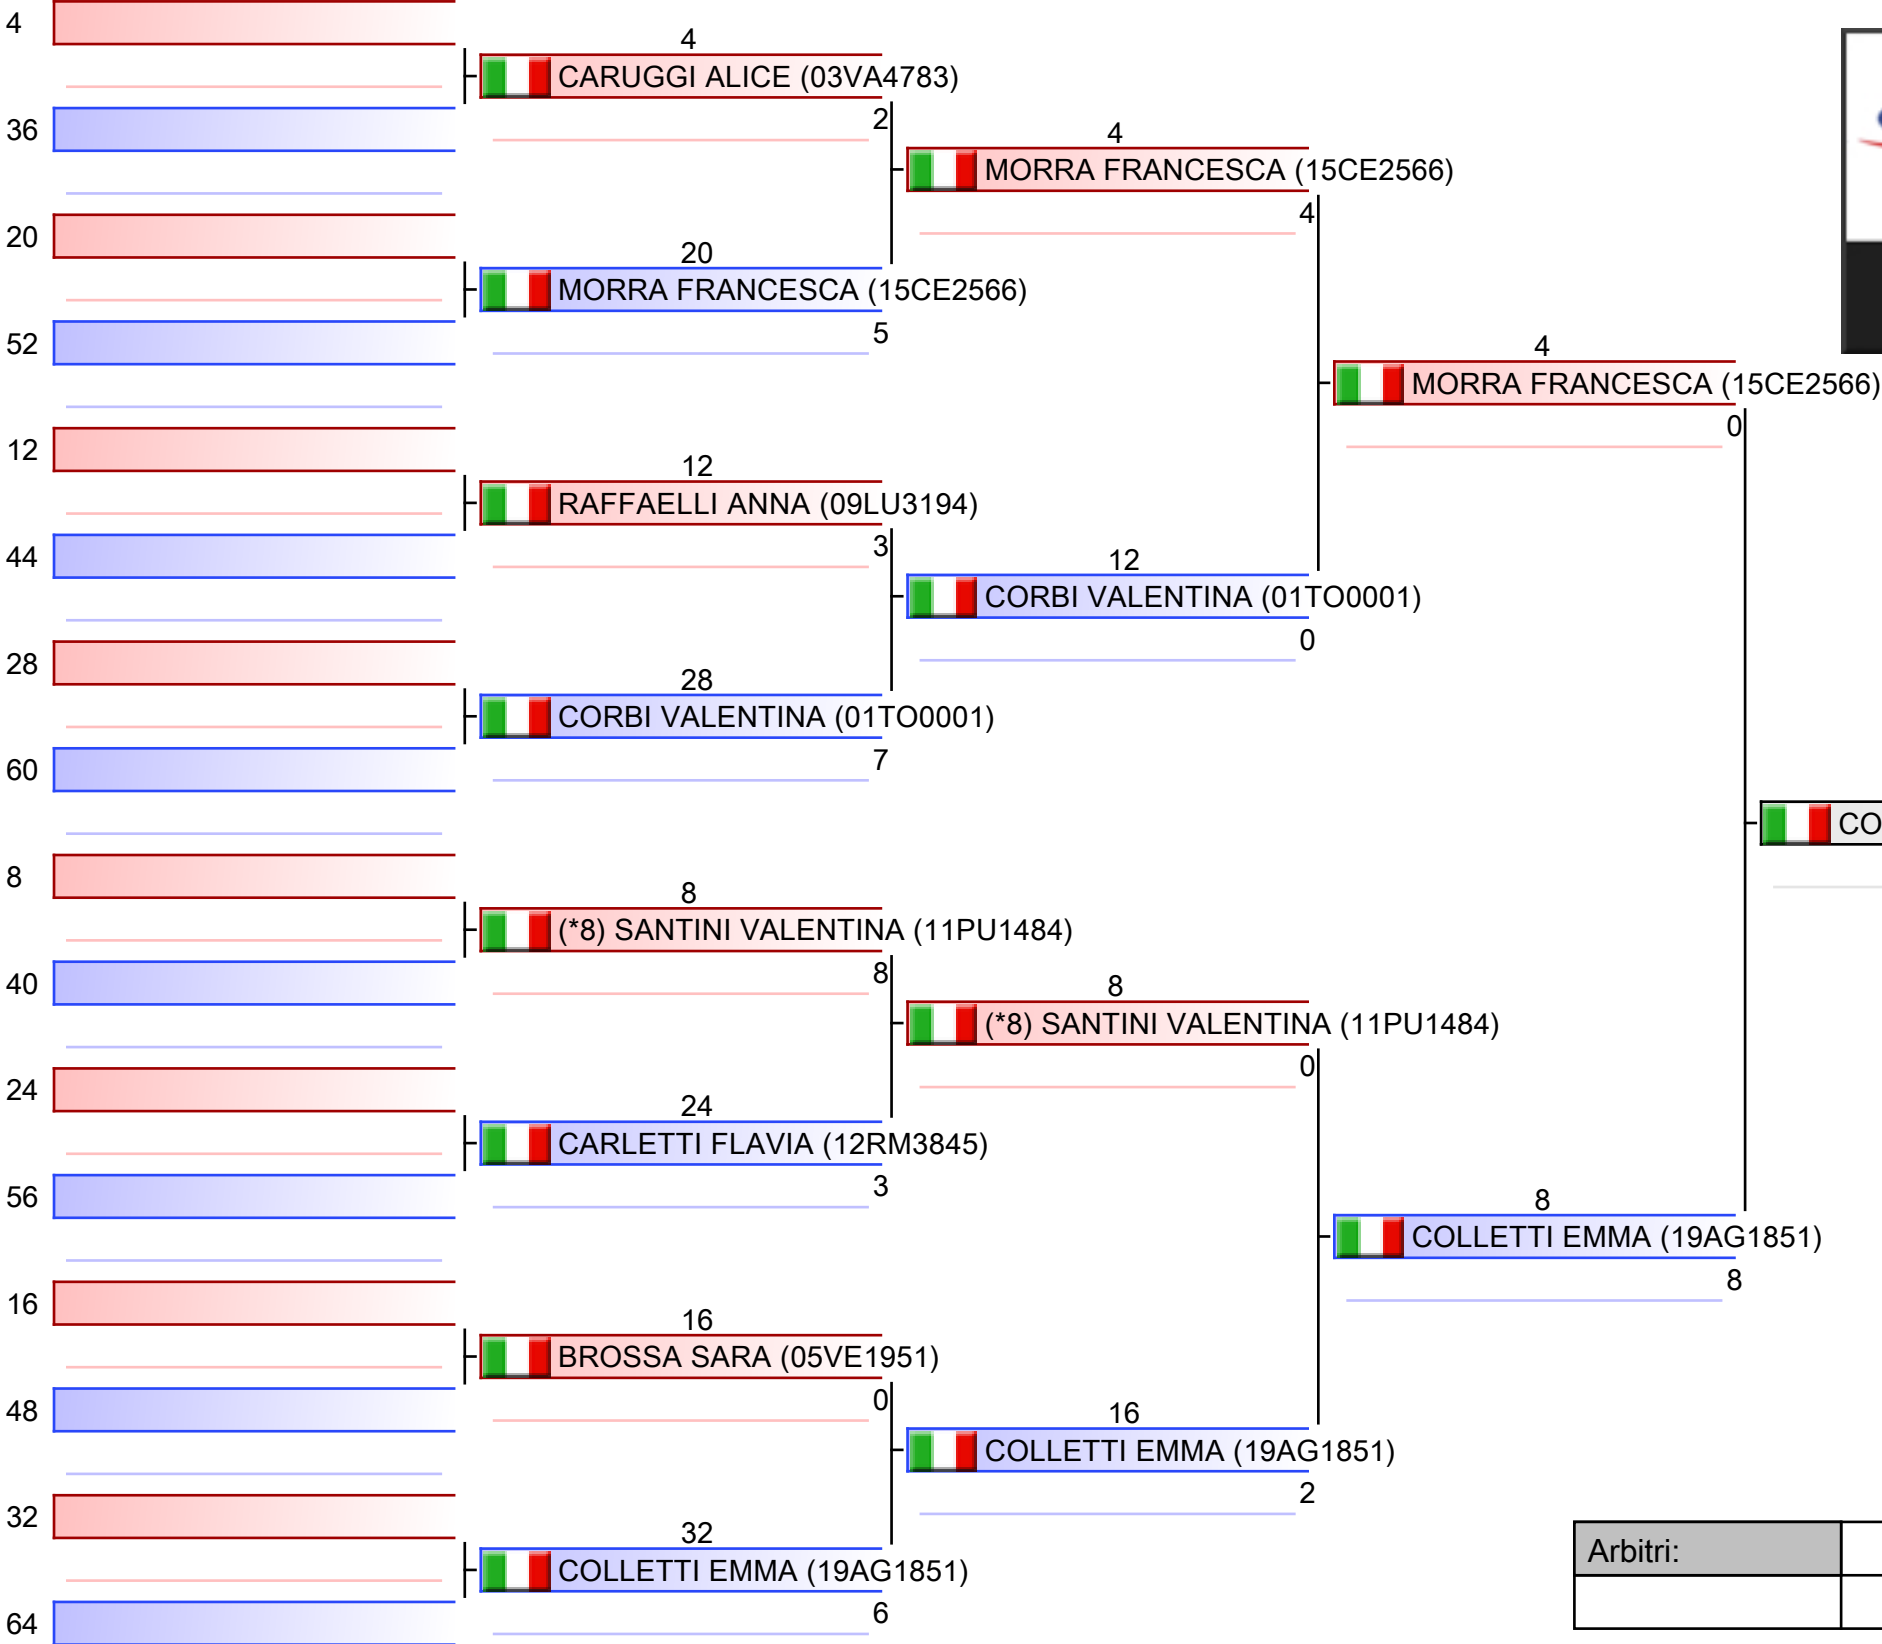 4
36
20
52
12
44
28
60
8
40
24
56
16
48
32
64
4
CARUGGI ALICE (03VA4783)
2
20
MORRA FRANCESCA (15CE2566)
5
12
RAFFAELLI ANNA (09LU3194)
3
28
CORBI VALENTINA (01TO0001)
7
8
(*8) SANTINI VALENTINA (11PU1484)
8
24
CARLETTI FLAVIA (12RM3845)
3
16
BROSSA SARA (05VE1951)
0
32
COLLETTI EMMA (19AG1851)
6
4
MORRA FRANCESCA (15CE2566)
4
12
CORBI VALENTINA (01TO0001)
0
8
(*8) SANTINI VALENTINA (11PU1484)
0
16
COLLETTI EMMA (19AG1851)
2
4
MORRA FRANCESCA (15CE2566)
0
8
COLLETTI EMMA (19AG1851)
8
CO
Arbitri: